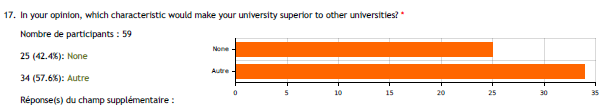 17. In your opinion, which characteristic would make your university superior to other universities? *
Nombre de participants : 59
25 (42.4%): None
34 (57.6%): Autre
Réponse(s) du champ supplémentaire :
None
Autre
0 5 10 15 20 25 30 35